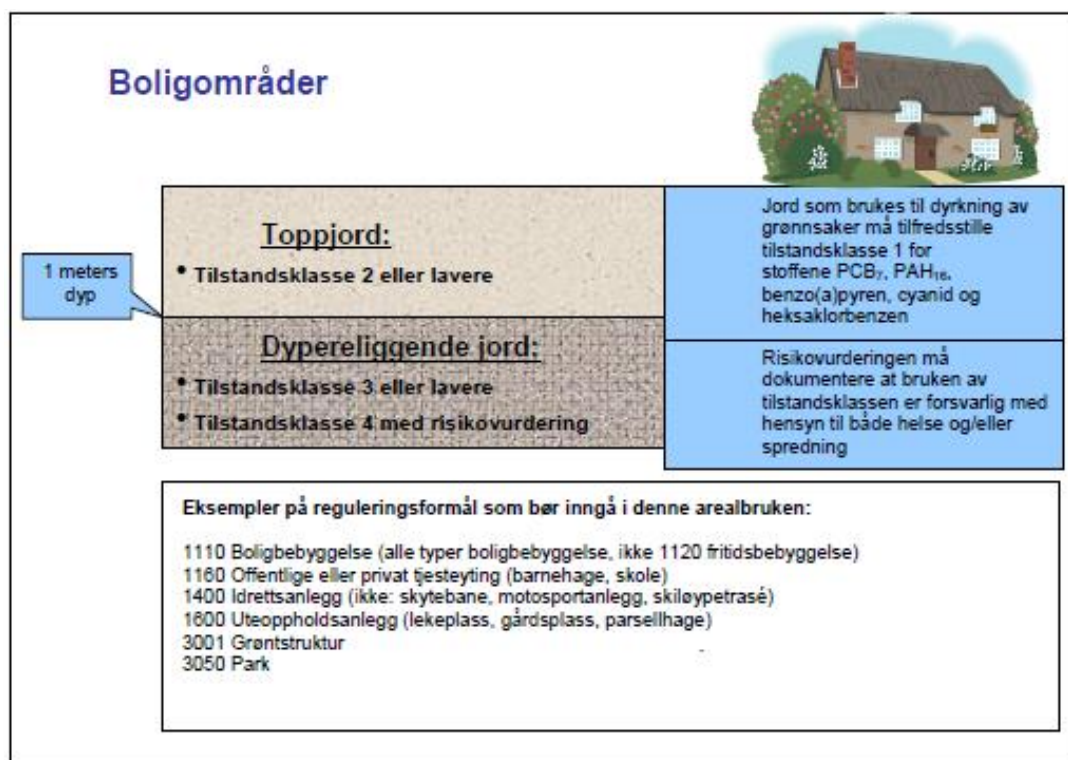 Boligområder
Toppjord:
• Tilstandsklasse 2 eller lavere
Jord som brukes til dyrkning av
grønnsaker må tilfredsstille
tilstandsklasse 1 for
stoffene PCB₇, PAH₁₆,
benzo(a)pyren, cyanid og
heksaklorbenzen
1 meters
dyp
Dypereliggende jord:
• Tilstandsklasse 3 eller lavere
• Tilstandsklasse 4 med risikovurdering
Risikovurderingen må
dokumentere at bruken av
tilstandsklassen er forsvarlig med
hensyn til både helse og/eller
spredning
Eksempler på reguleringsformål som bør inngå i denne arealbruken:
1110 Boligbebyggelse (alle typer boligbebyggelse, ikke 1120 fritidsbebyggelse)
1160 Offentlige eller privat tjesteyting (barnehage, skole)
1400 Idrettsanlegg (ikke: skytebane, motosportanlegg, skiløypetrasé)
1600 Uteoppholdsanlegg (lekeplass, gårdsplass, parsellhage)
3001 Grøntstruktur
3050 Park